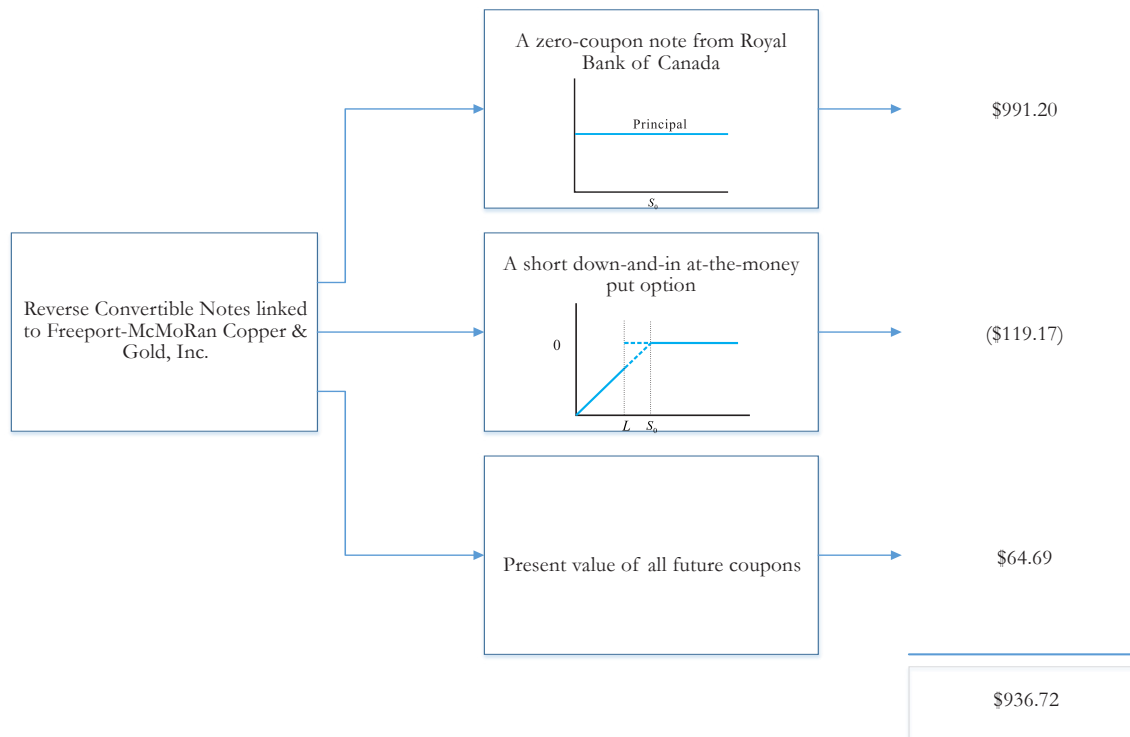 A zero-coupon note from Royal
Bank of Canada
Principal
S₀
$991.20
Reverse Convertible Notes linked
to Freeport-McMoRan Copper &
Gold, Inc.
A short down-and-in at-the-money
put option
0
L S₀
($119.17)
Present value of all future coupons
$64.69
$936.72